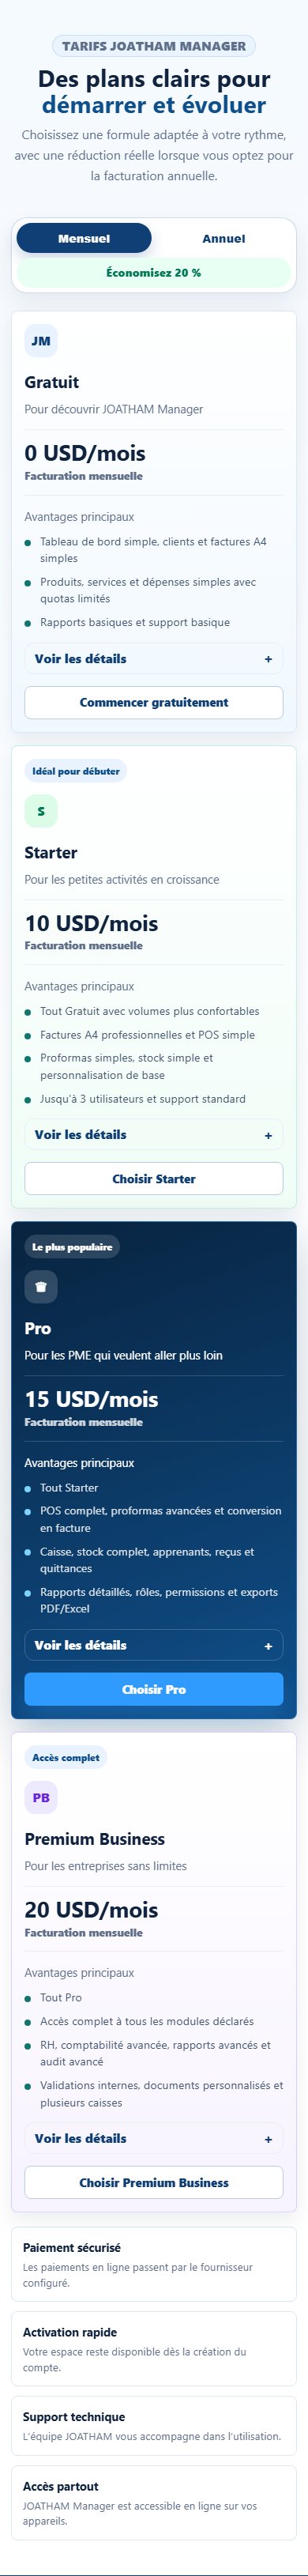 TARIFS JOATHAM MANAGER
Des plans clairs pour
démarrer et évoluer
Choisissez une formule adaptée à votre rythme,
avec une réduction réelle lorsque vous optez pour
la facturation annuelle.
Mensuel
Annuel
Économisez 20 %
JM
Gratuit
Pour découvrir JOATHAM Manager
0 USD/mois
Facturation mensuelle
Avantages principaux
Tableau de bord simple, clients et factures A4
simples
Produits, services et dépenses simples avec
quotas limités
Rapports basiques et support basique
Voir les détails +
Commencer gratuitement
Idéal pour débuter
S
Starter
Pour les petites activités en croissance
10 USD/mois
Facturation mensuelle
Avantages principaux
Tout Gratuit avec volumes plus confortables
Factures A4 professionnelles et POS simple
Proformas simples, stock simple et
personnalisation de base
Jusqu'à 3 utilisateurs et support standard
Voir les détails +
Choisir Starter
Le plus populaire
Pro
Pour les PME qui veulent aller plus loin
15 USD/mois
Facturation mensuelle
Avantages principaux
Tout Starter
POS complet, proformas avancées et conversion
en facture
Caisse, stock complet, apprenants, reçus et
quittances
Rapports détaillés, rôles, permissions et exports
PDF/Excel
Voir les détails +
Choisir Pro
Accès complet
PB
Premium Business
Pour les entreprises sans limites
20 USD/mois
Facturation mensuelle
Avantages principaux
Tout Pro
Accès complet à tous les modules déclarés
RH, comptabilité avancée, rapports avancés et
audit avancé
Validations internes, documents personnalisés et
plusieurs caisses
Voir les détails +
Choisir Premium Business
Paiement sécurisé
Les paiements en ligne passent par le fournisseur
configuré.
Activation rapide
Votre espace reste disponible dès la création du
compte.
Support technique
L'équipe JOATHAM vous accompagne dans l'utilisation.
Accès partout
JOATHAM Manager est accessible en ligne sur vos
appareils.